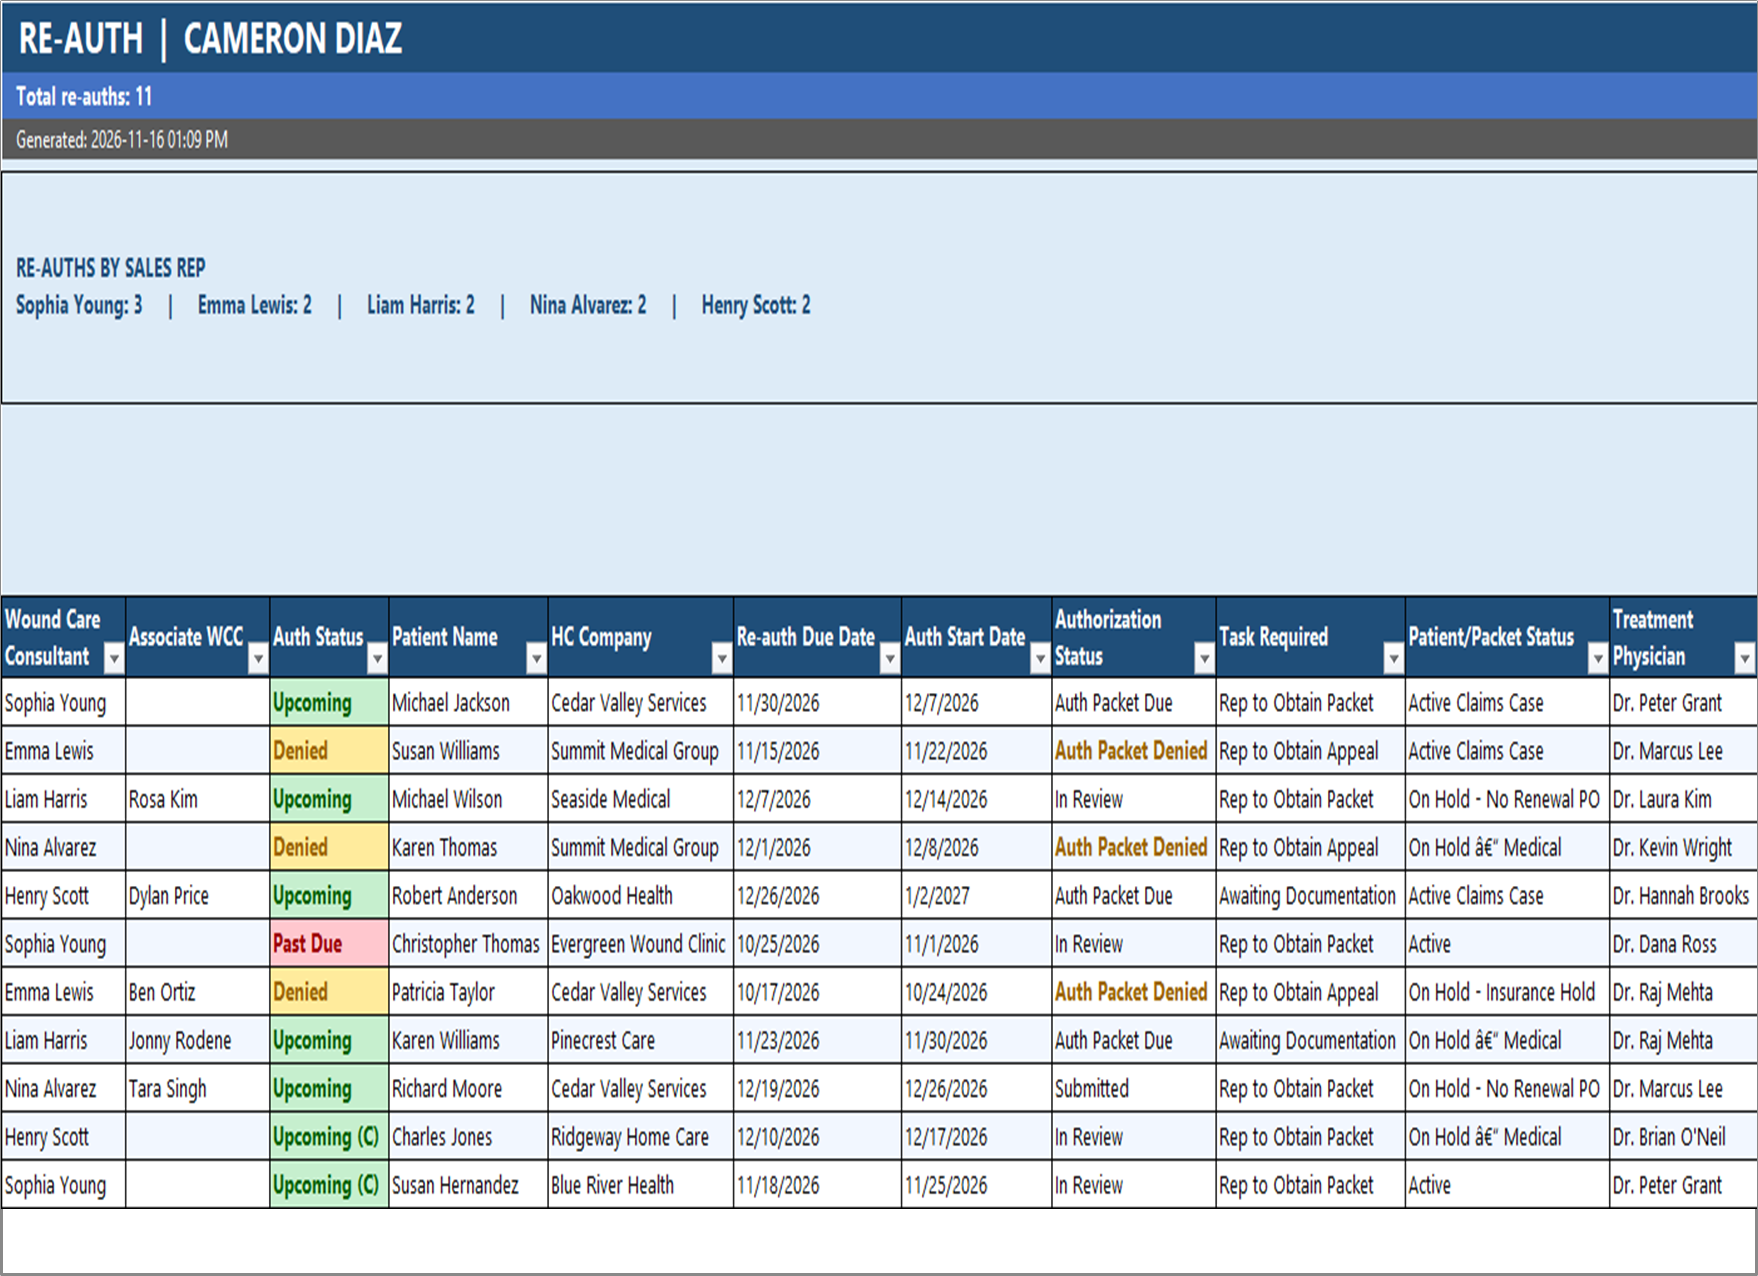 RE-AUTH | CAMERON DIAZ
Total re-auths: 11
Generated: 2026-11-16 01:09 PM
RE-AUTHS BY SALES REP
Sophia Young: 3 | Emma Lewis: 2 | Liam Harris: 2 | Nina Alvarez: 2 | Henry Scott: 2
Wound Care Consultant Associate WCC Auth Status Patient Name HC Company Re-auth Due Date Auth Start Date Authorization Status Task Required Patient/Packet Status Treatment Physician
Sophia Young Upcoming Michael Jackson Cedar Valley Services 11/30/2026 12/7/2026 Auth Packet Due Rep to Obtain Packet Active Claims Case Dr. Peter Grant
Emma Lewis Denied Susan Williams Summit Medical Group 11/15/2026 11/22/2026 Auth Packet Denied Rep to Obtain Appeal Active Claims Case Dr. Marcus Lee
Liam Harris Rosa Kim Upcoming Michael Wilson Seaside Medical 12/7/2026 12/14/2026 In Review Rep to Obtain Packet On Hold - No Renewal PO Dr. Laura Kim
Nina Alvarez Denied Karen Thomas Summit Medical Group 12/1/2026 12/8/2026 Auth Packet Denied Rep to Obtain Appeal On Hold â€“ Medical Dr. Kevin Wright
Henry Scott Dylan Price Upcoming Robert Anderson Oakwood Health 12/26/2026 1/2/2027 Auth Packet Due Awaiting Documentation Active Claims Case Dr. Hannah Brooks
Sophia Young Past Due Christopher Thomas Evergreen Wound Clinic 10/25/2026 11/1/2026 In Review Rep to Obtain Packet Active Dr. Dana Ross
Emma Lewis Ben Ortiz Denied Patricia Taylor Cedar Valley Services 10/17/2026 10/24/2026 Auth Packet Denied Rep to Obtain Appeal On Hold - Insurance Hold Dr. Raj Mehta
Liam Harris Jonny Rodene Upcoming Karen Williams Pinecrest Care 11/23/2026 11/30/2026 Auth Packet Due Awaiting Documentation On Hold â€“ Medical Dr. Raj Mehta
Nina Alvarez Tara Singh Upcoming Richard Moore Cedar Valley Services 12/19/2026 12/26/2026 Submitted Rep to Obtain Packet On Hold - No Renewal PO Dr. Marcus Lee
Henry Scott Upcoming (C) Charles Jones Ridgeway Home Care 12/10/2026 12/17/2026 In Review Rep to Obtain Packet On Hold â€“ Medical Dr. Brian O'Neil
Sophia Young Upcoming (C) Susan Hernandez Blue River Health 11/18/2026 11/25/2026 In Review Rep to Obtain Packet Active Dr. Peter Grant